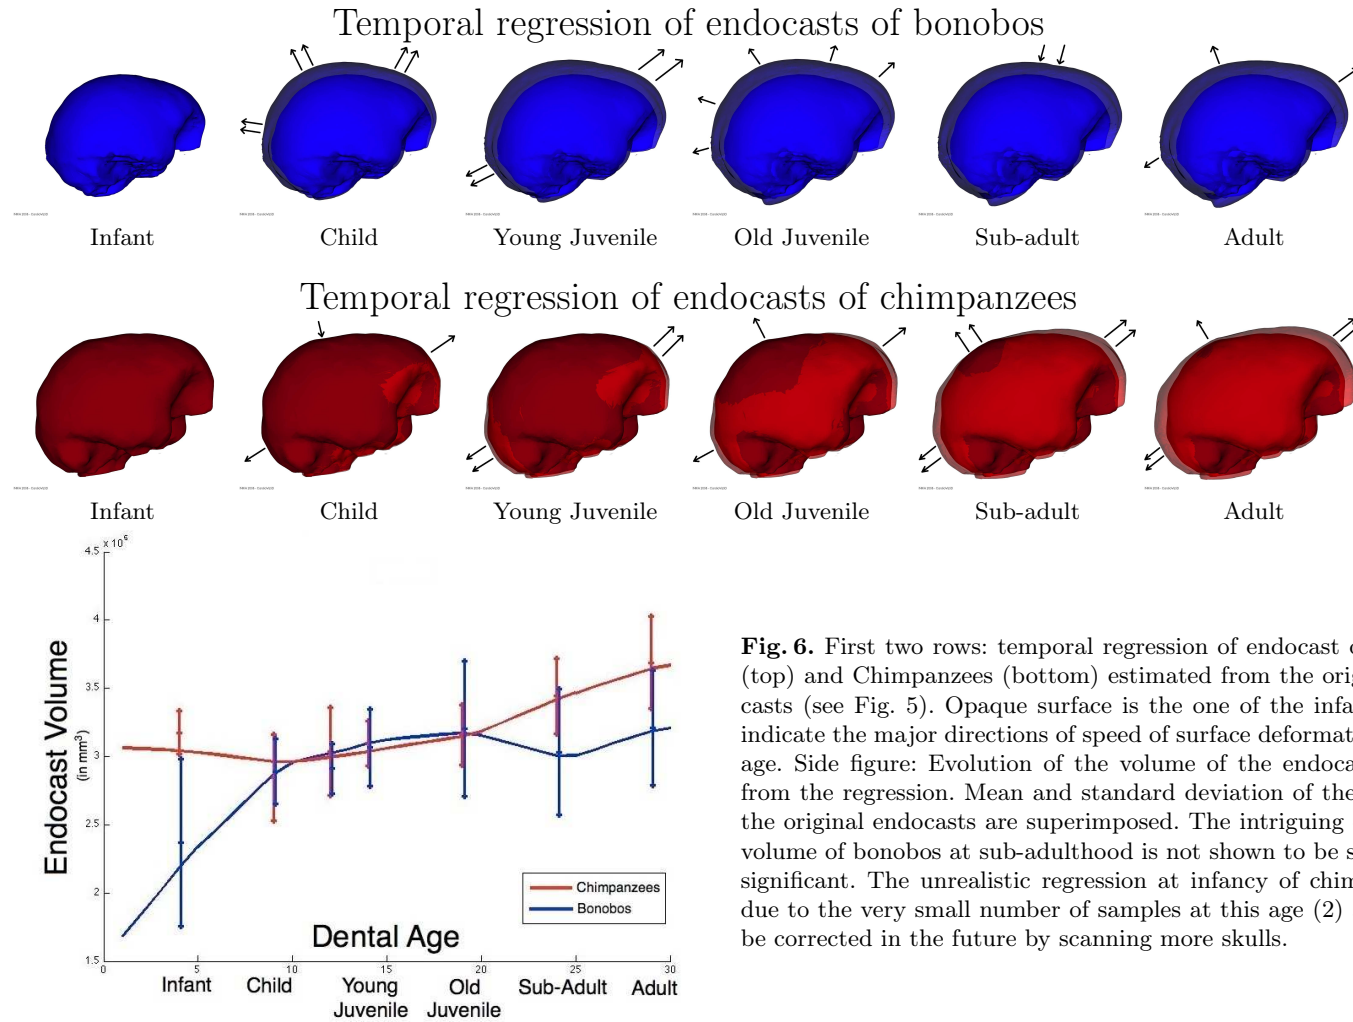 Temporal regression of endocasts of bonobos
Infant
Child
Young Juvenile
Old Juvenile
Sub-adult
Adult
Temporal regression of endocasts of chimpanzees
Infant
Child
Young Juvenile
Old Juvenile
Sub-adult
Adult
4.5 x 10^6
4
3.5
3
2.5
2
1.5
Endocast Volume
(in mm³)
Chimpanzees
Bonobos
Dental Age
0 5 10 15 20 25 30
Infant
Child
Young
Juvenile
Old
Juvenile
Sub-Adult
Adult
Fig. 6. First two rows: temporal regression of endocast
(top) and Chimpanzees (bottom) estimated from the orig
casts (see Fig. 5). Opaque surface is the one of the infa
indicate the major directions of speed of surface deformat
age. Side figure: Evolution of the volume of the endoca
from the regression. Mean and standard deviation of the
the original endocasts are superimposed. The intriguing
volume of bonobos at sub-adulthood is not shown to be s
significant. The unrealistic regression at infancy of chim
due to the very small number of samples at this age (2)
be corrected in the future by scanning more skulls.